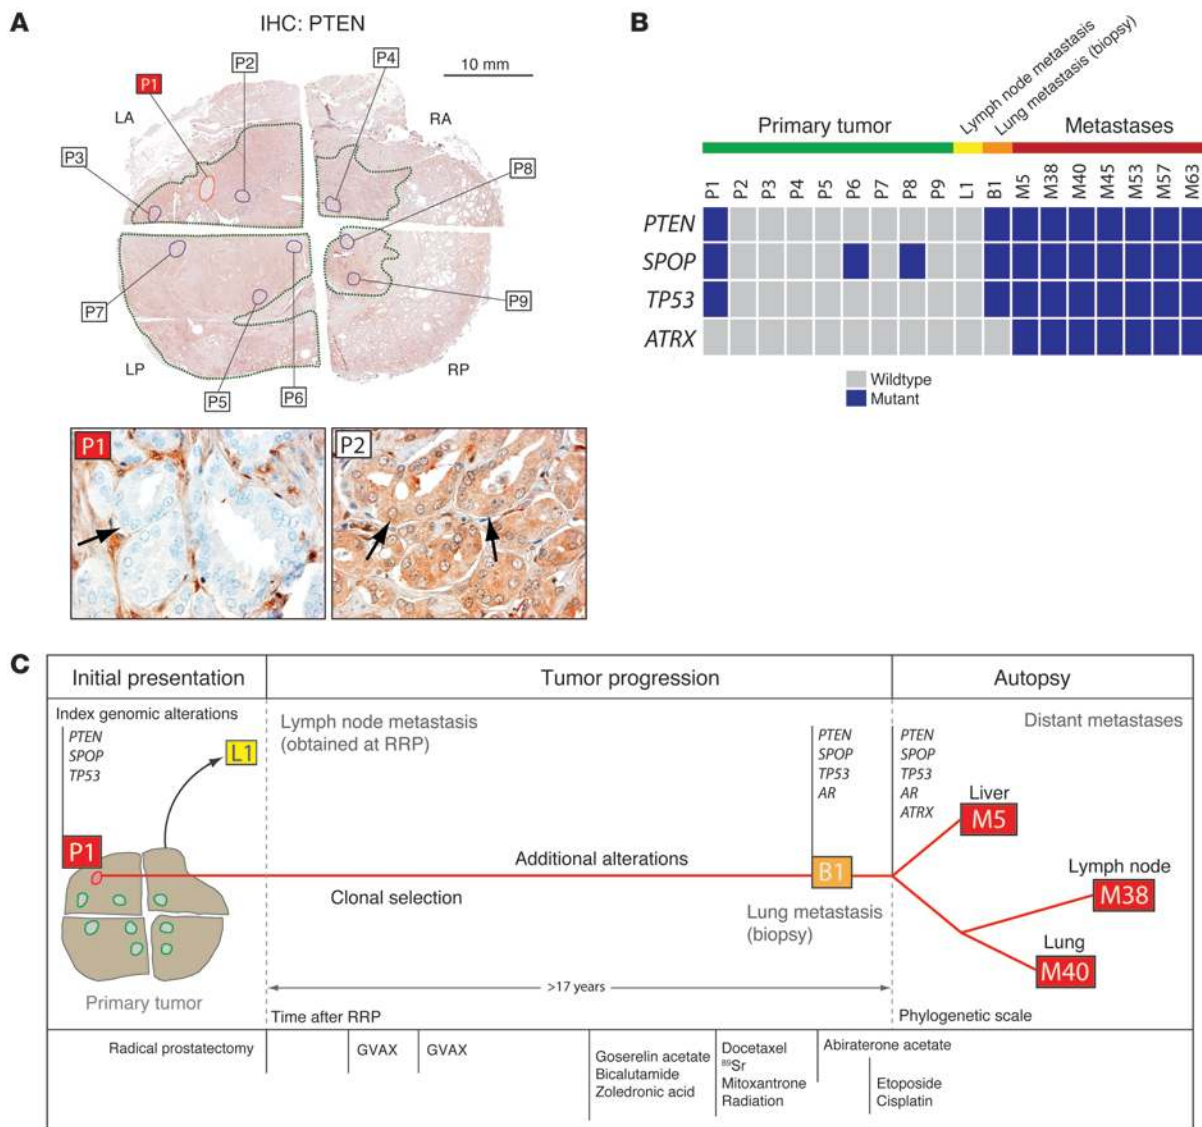 A
IHC: PTEN
10 mm
P1
P2
P4
LA
RA
P3
P8
P7
P9
LP
RP
P5
P6
P1
P2
B
Lymph node metastasis
Lung metastasis (biopsy)
Primary tumor
Metastases
P1 P2 P3 P4 P5 P6 P7 P8 P9 L1 B1 M5 M38 M40 M45 M53 M57 M63
PTEN
SPOP
TP53
ATRX
Wildtype
Mutant
C
Initial presentation
Tumor progression
Autopsy
Index genomic alterations
PTEN
SPOP
TP53
L1
P1
Primary tumor
Lymph node metastasis
(obtained at RRP)
Additional alterations
Clonal selection
PTEN
SPOP
TP53
AR
B1
Lung metastasis
(biopsy)
>17 years
Time after RRP
Distant metastases
PTEN
SPOP
TP53
AR
ATRX
Liver
M5
Lymph node
M38
Lung
M40
Phylogenetic scale
Radical prostatectomy
GVAX
GVAX
Goserelin acetate
Bicalutamide
Zoledronic acid
Docetaxel
⁸⁹Sr
Mitoxantrone
Radiation
Abiraterone acetate
Etoposide
Cisplatin